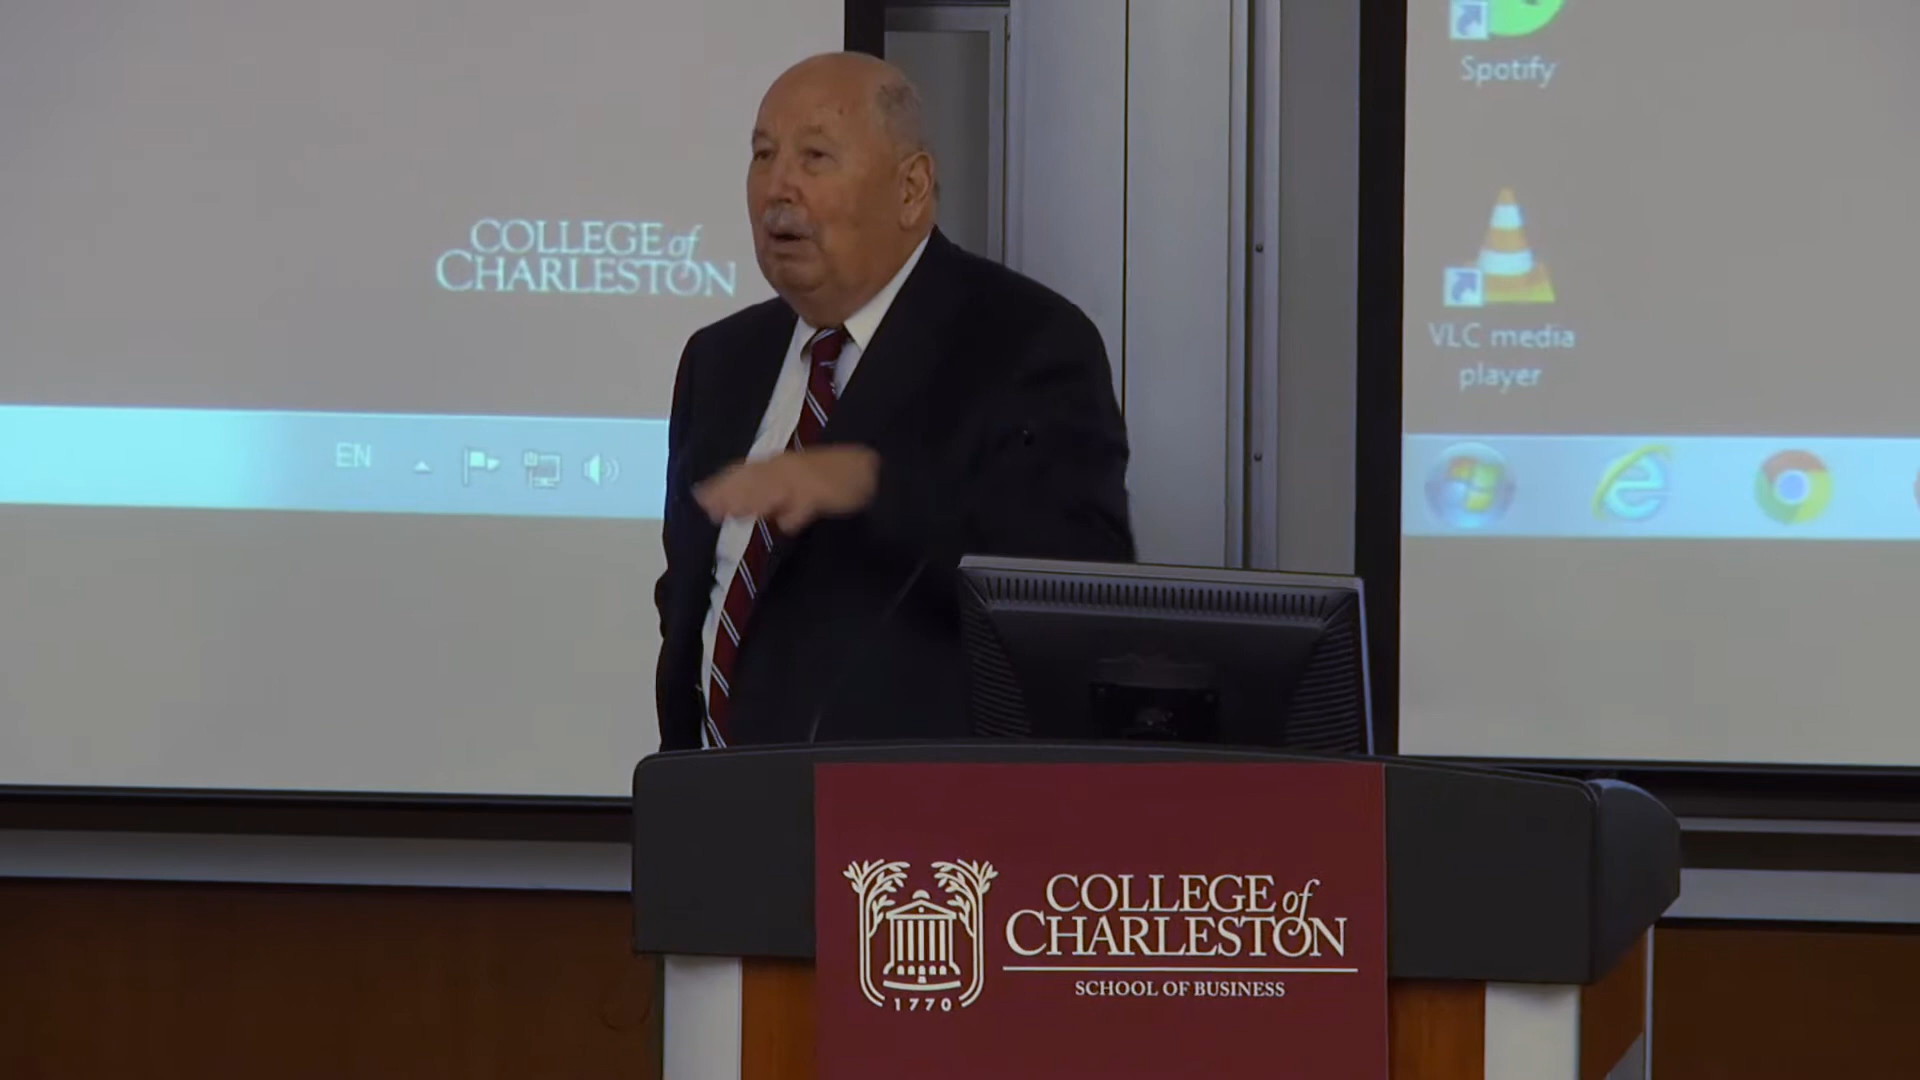 COLLEGE of
CHARLESTON
EN
Spotify
VLC media
player
COLLEGE of
CHARLESTON
SCHOOL OF BUSINESS
1770